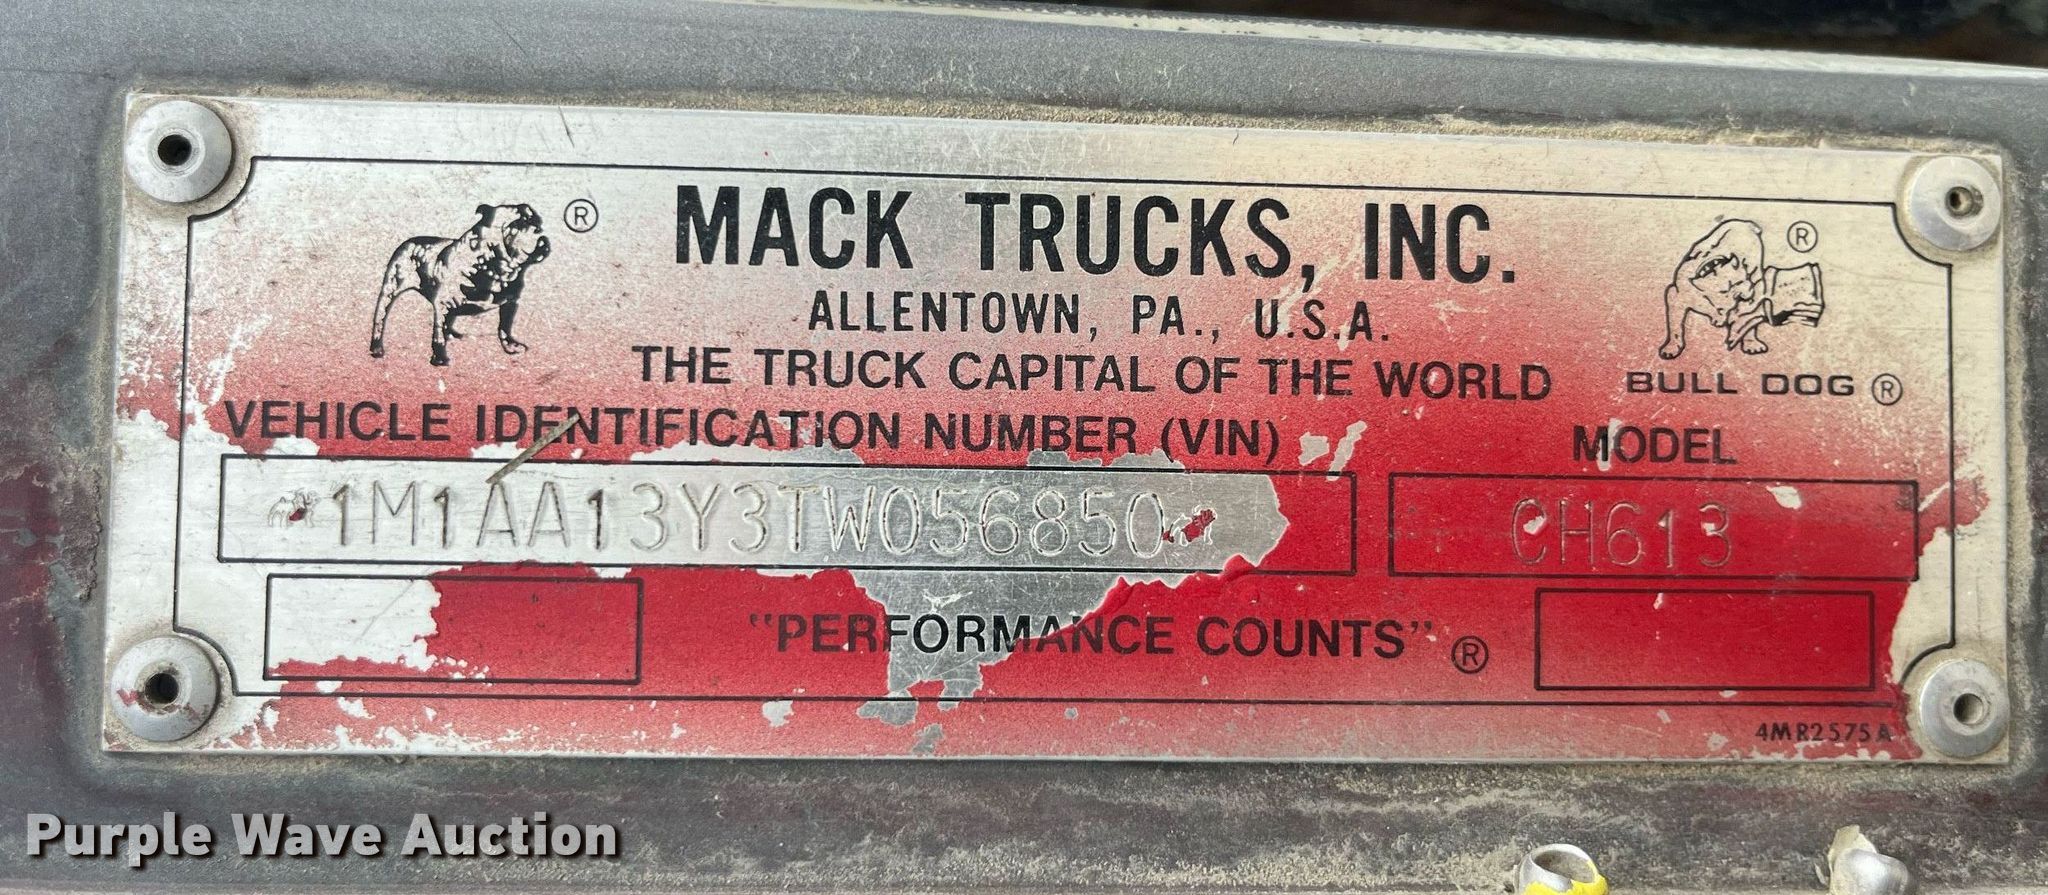 ®
MACK TRUCKS, INC.
®
ALLENTOWN, PA., U.S.A.
THE TRUCK CAPITAL OF THE WORLD
BULL DOG ®
VEHICLE IDENTIFICATION NUMBER (VIN)
MODEL
1M1AA13Y3TW056850
CH613
"PERFORMANCE COUNTS" ®
4MR2575A
Purple Wave Auction